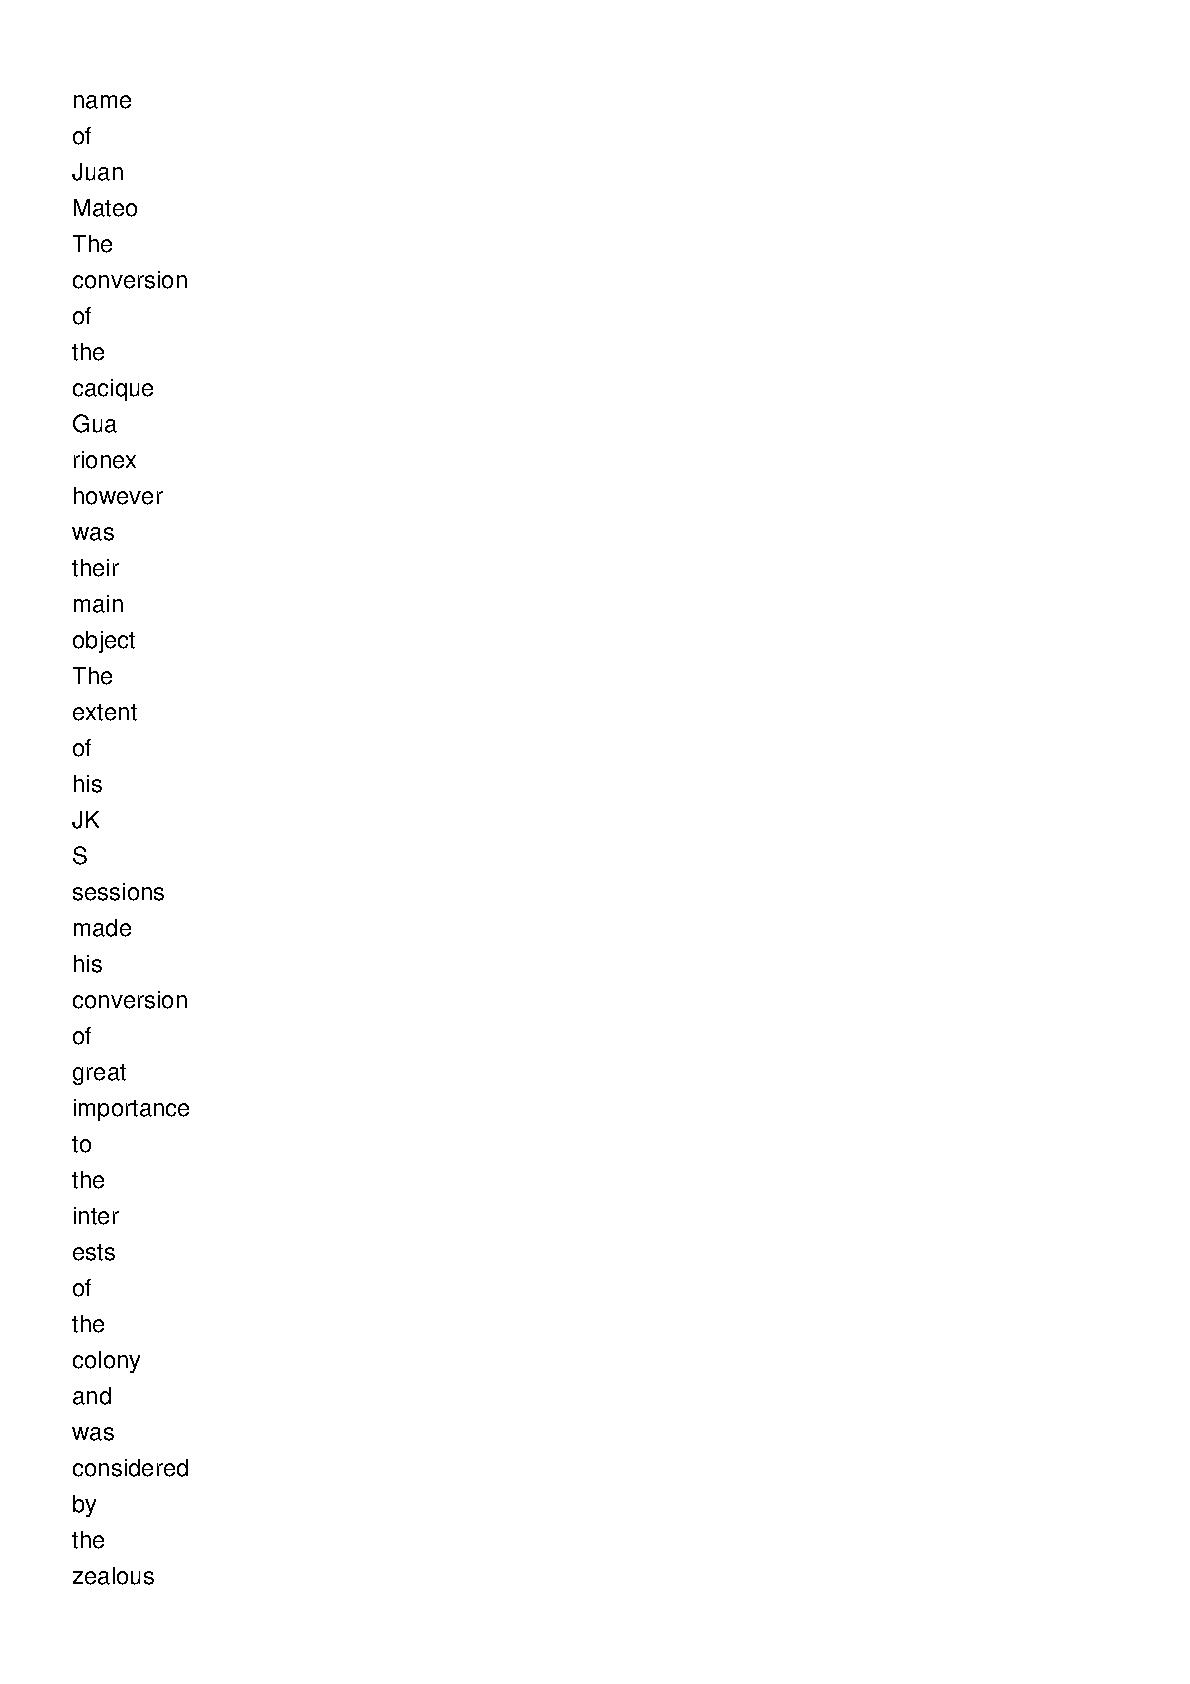 name
of
Juan
Mateo
The
conversion
of
the
cacique
Gua
rionex
however
was
their
main
object
The
extent
of
his
JK
S
sessions
made
his
conversion
of
great
importance
to
the
inter
ests
of
the
colony
and
was
considered
by
the
zealous